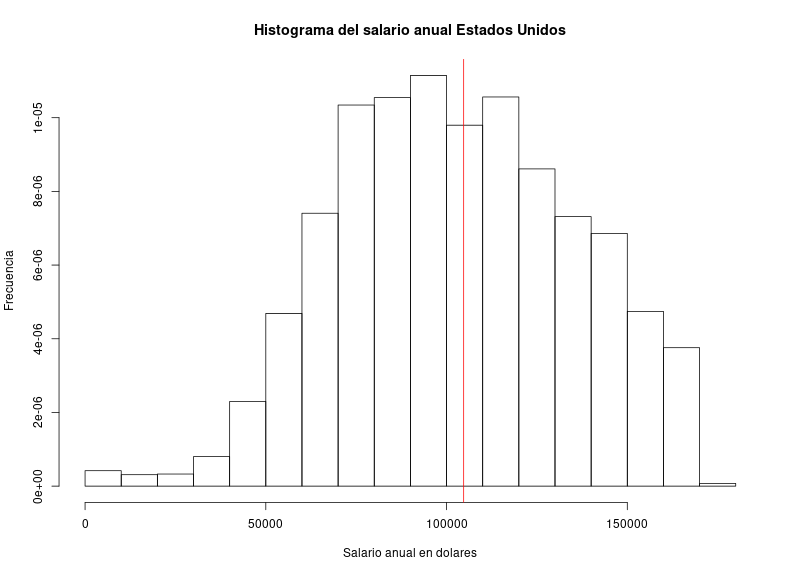 Histograma del salario anual Estados Unidos
Frecuencia
1e-05
8e-06
6e-06
4e-06
2e-06
0e+00
0 50000 100000 150000
Salario anual en dolares